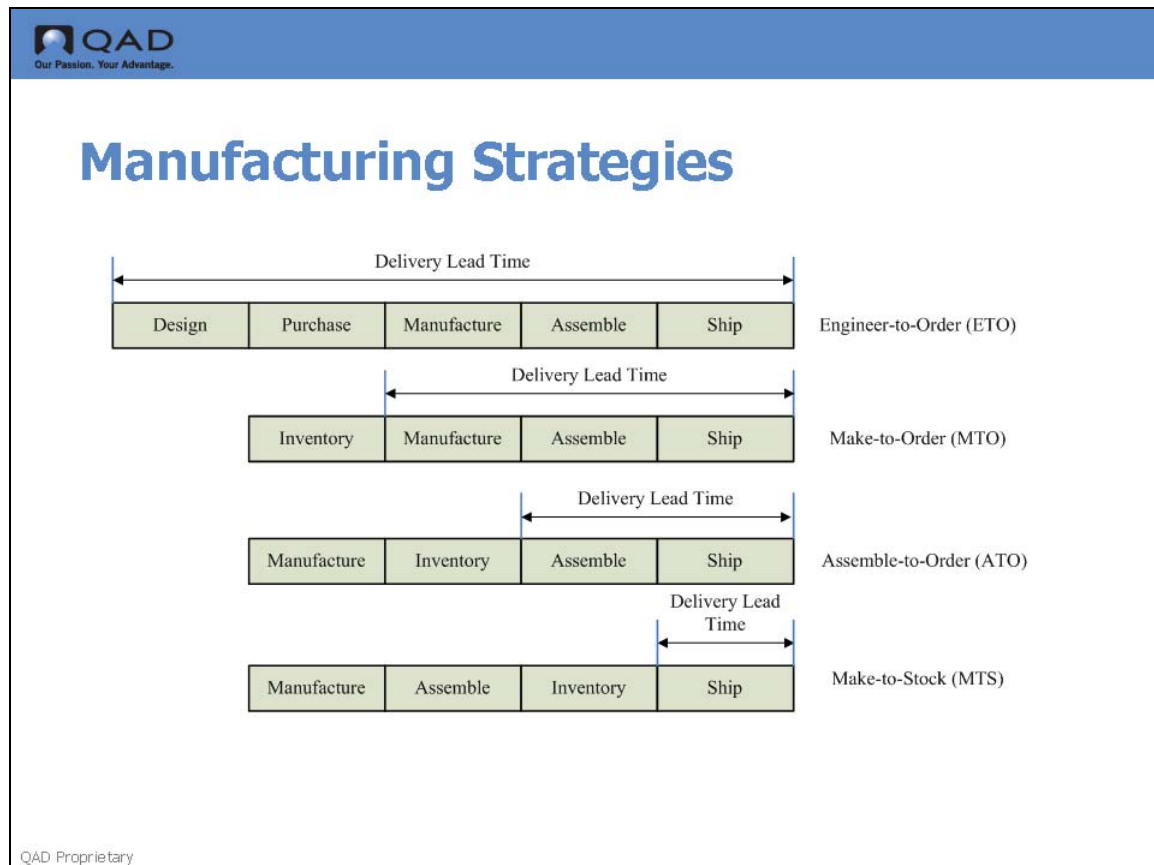 QAD
Our Passion. Your Advantage.
Manufacturing Strategies
Delivery Lead Time
Design Purchase Manufacture Assemble Ship Engineer-to-Order (ETO)
Delivery Lead Time
Inventory Manufacture Assemble Ship Make-to-Order (MTO)
Delivery Lead Time
Manufacture Inventory Assemble Ship Assemble-to-Order (ATO)
Delivery Lead
Time
Manufacture Assemble Inventory Ship Make-to-Stock (MTS)
QAD Proprietary